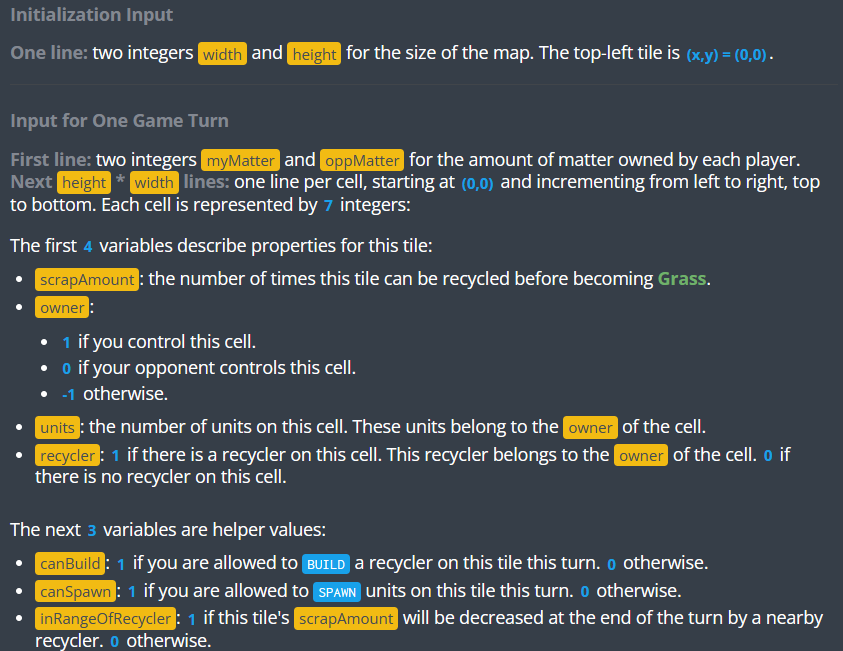 Initialization Input
One line: two integers width and height for the size of the map. The top-left tile is (x,y) = (0,0).
Input for One Game Turn
First line: two integers myMatter and oppMatter for the amount of matter owned by each player.
Next height * width lines: one line per cell, starting at (0,0) and incrementing from left to right, top
to bottom. Each cell is represented by 7 integers:
The first 4 variables describe properties for this tile:
• scrapAmount: the number of times this tile can be recycled before becoming Grass.
• owner:
• 1 if you control this cell.
• 0 if your opponent controls this cell.
• -1 otherwise.
• units: the number of units on this cell. These units belong to the owner of the cell.
• recycler: 1 if there is a recycler on this cell. This recycler belongs to the owner of the cell. 0 if
there is no recycler on this cell.
The next 3 variables are helper values:
• canBuild: 1 if you are allowed to BUILD a recycler on this tile this turn. 0 otherwise.
• canSpawn: 1 if you are allowed to SPAWN units on this tile this turn. 0 otherwise.
• inRangeOfRecycler: 1 if this tile's scrapAmount will be decreased at the end of the turn by a nearby
recycler. 0 otherwise.